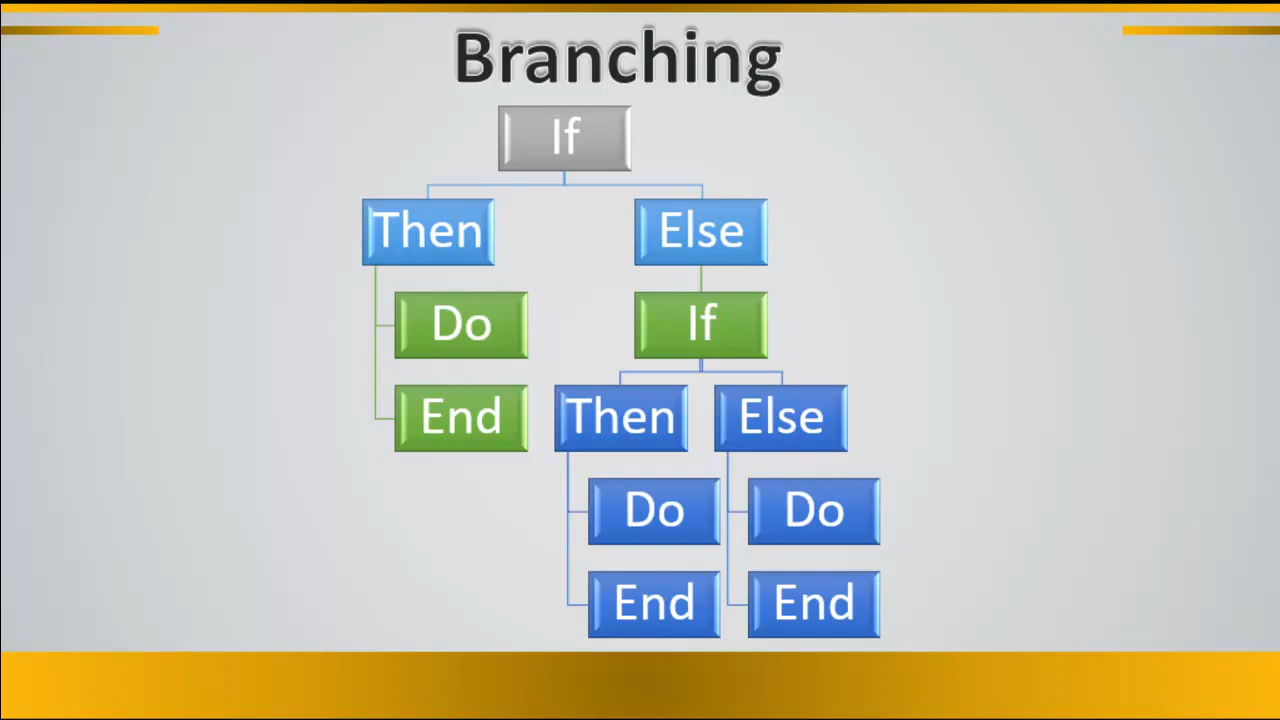 Branching
If
Then Else
Do If
End Then Else
Do Do
End End